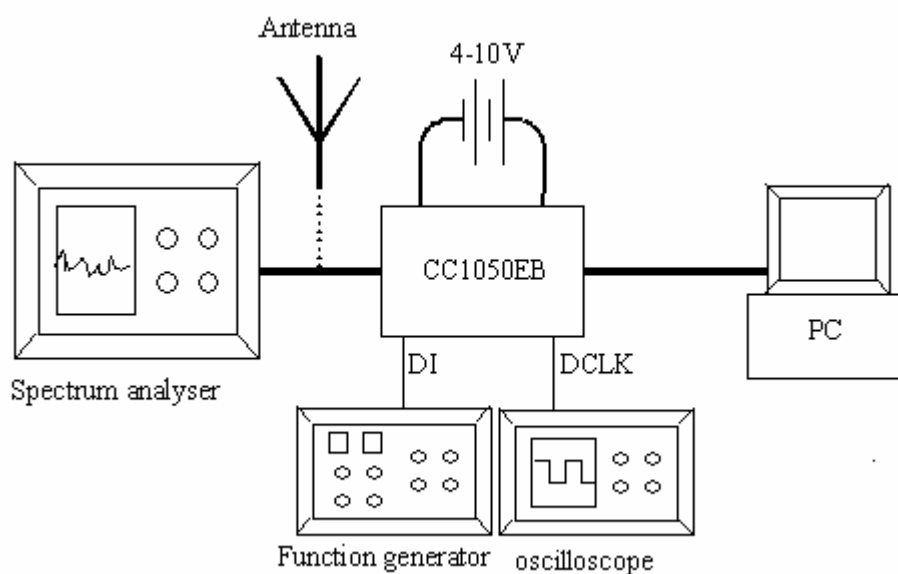 Antenna
4-10V
CC1050EB
PC
DI
DCLK
Spectrum analyser
Function generator
oscilloscope